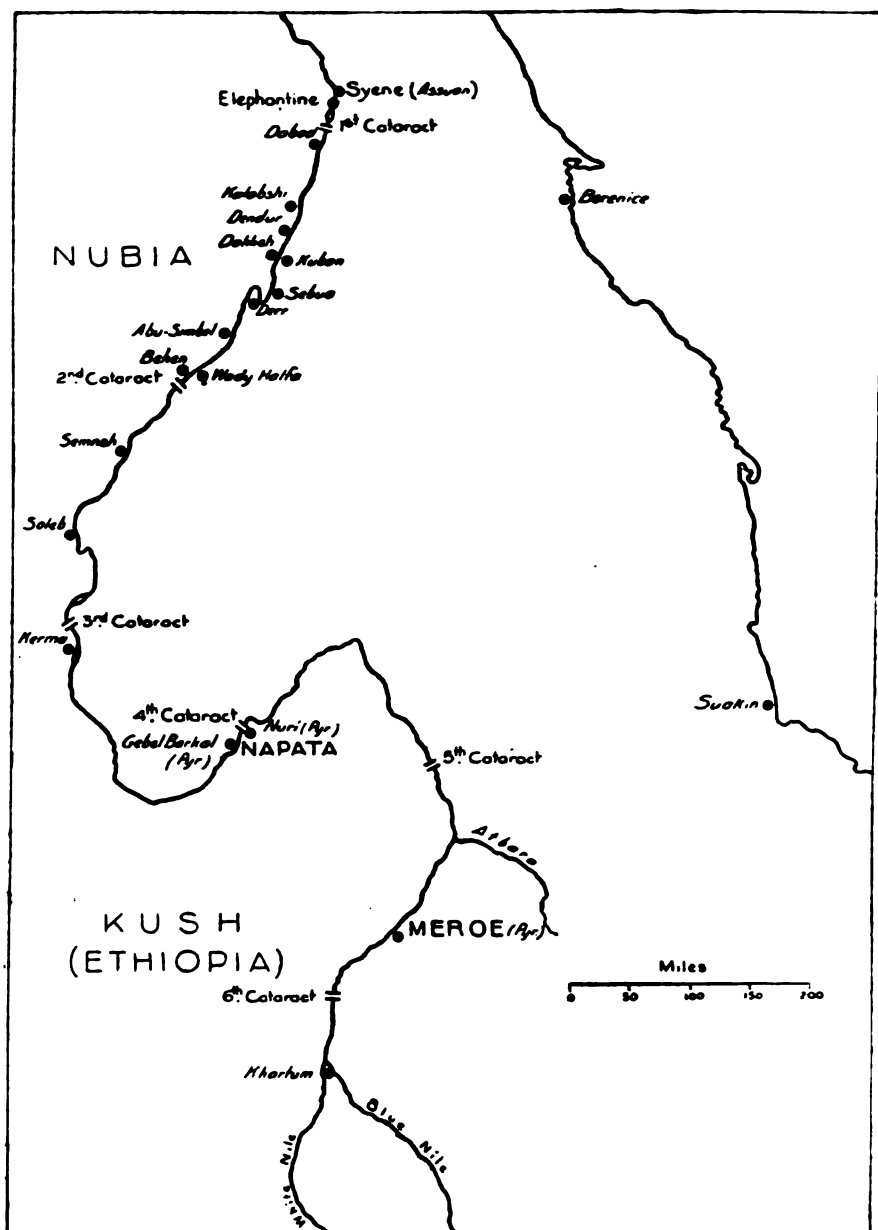 Syene (Assuan)
Elephantine
1st Cataract
Dabod
Kalabshi
Dendur
Dakkeh
Kuban
Berenice
NUBIA
Sebua
Derr
Abu-Simbel
Behen
Wady Halfa
2nd Cataract
Semneh
Soleb
3rd Cataract
Kerma
4th Cataract
Nuri (Pyr)
Gebel Barkal
(Pyr)
NAPATA
Suakin
5th Cataract
Atbara
KUSH
(ETHIOPIA)
MEROE (Pyr)
Miles
0 50 100 150 200
6th Cataract
Khartum
Blue Nile
White Nile